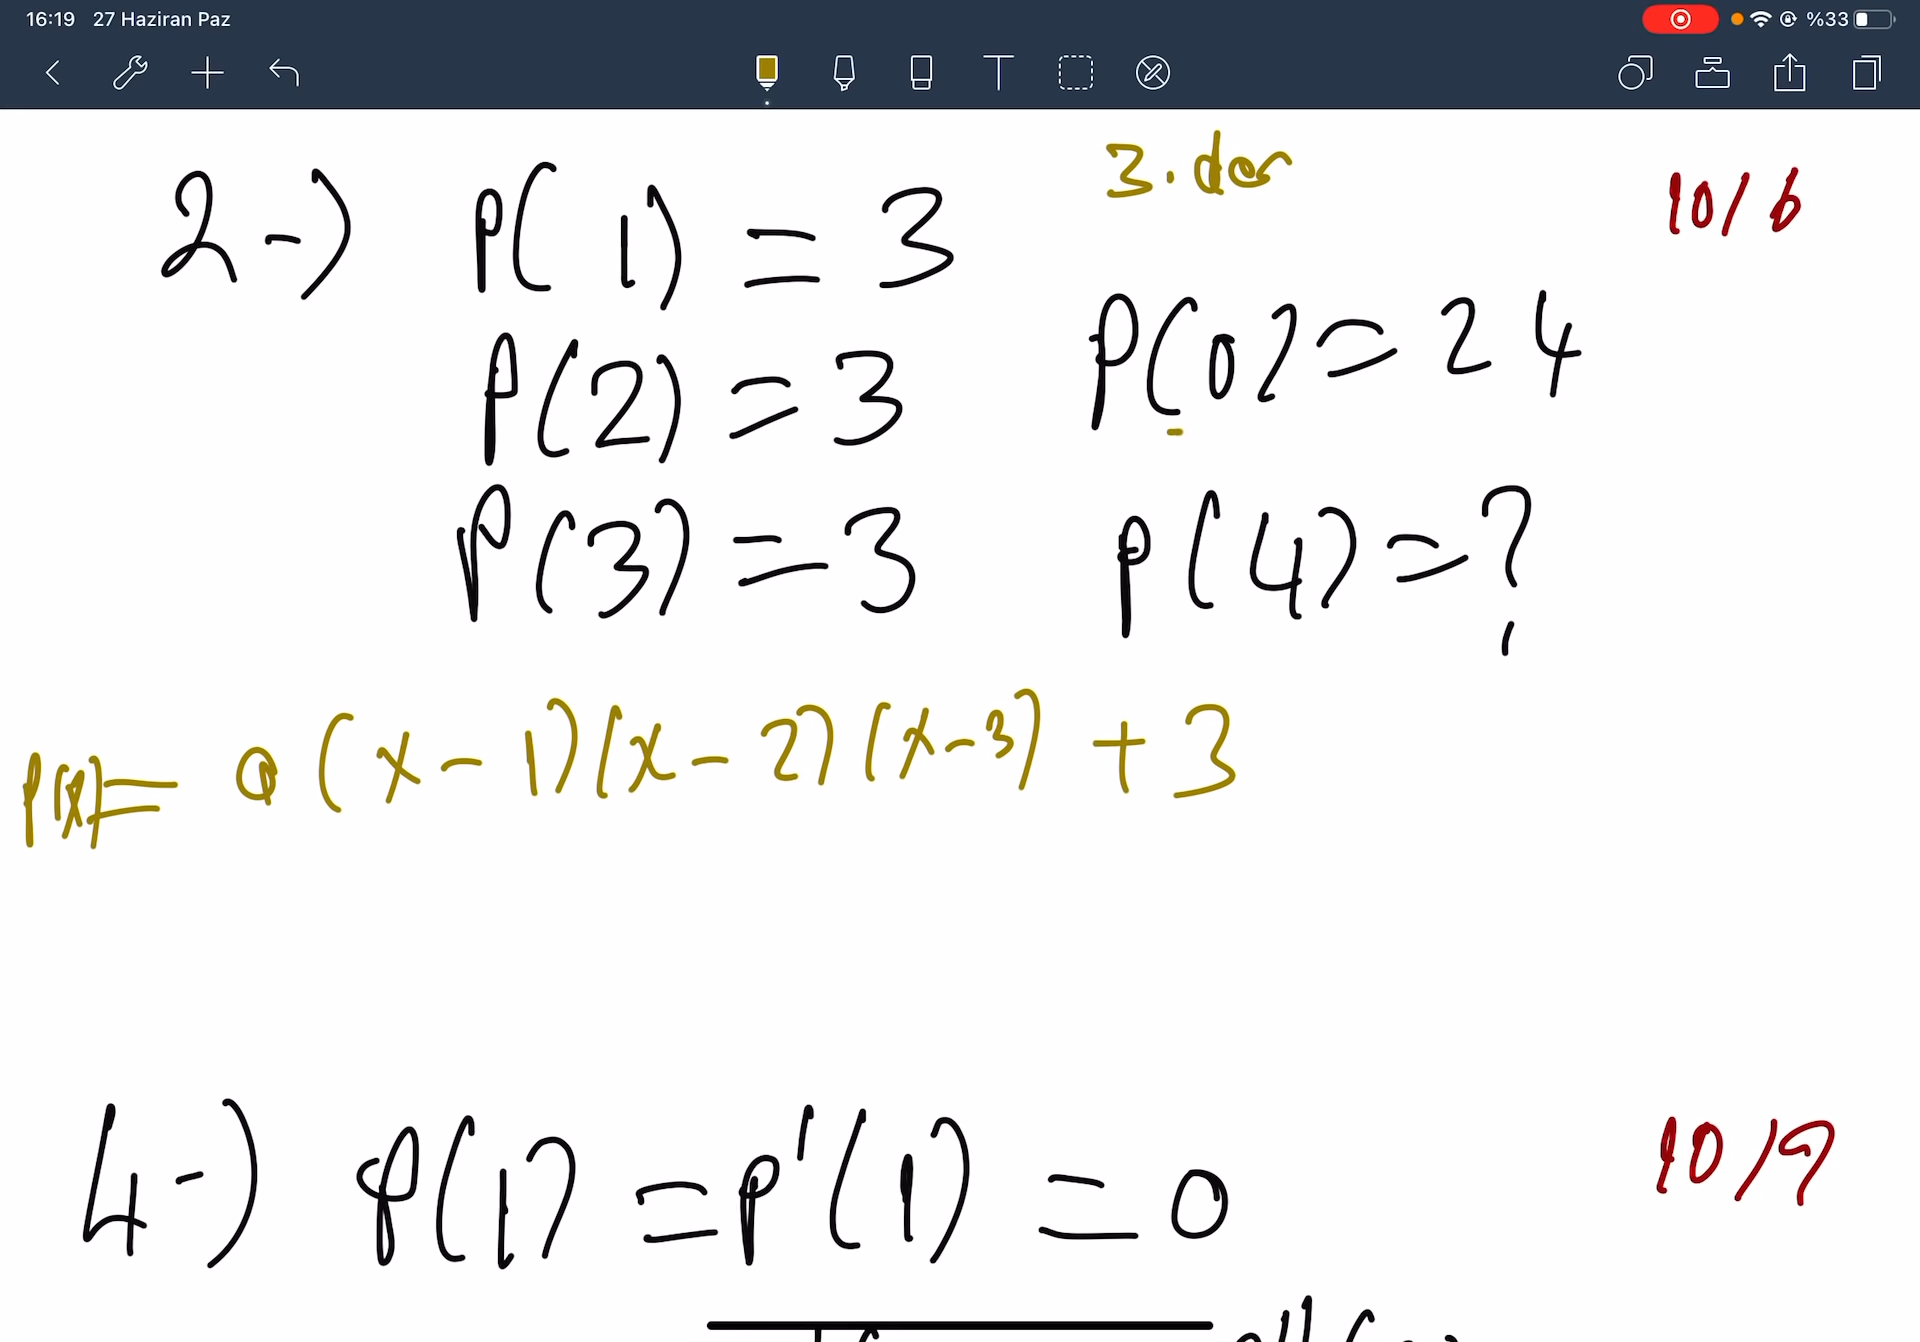 16:19 27 Haziran Paz %33
T
3. der
2-) P(1) = 3 10/6
P(0) = 24
P(2) = 3
P(3) = 3 P(4) = ?
P(x) = a(x-1)(x-2)(x-3) + 3
4-) P(1) = P'(1) = 0 10/9